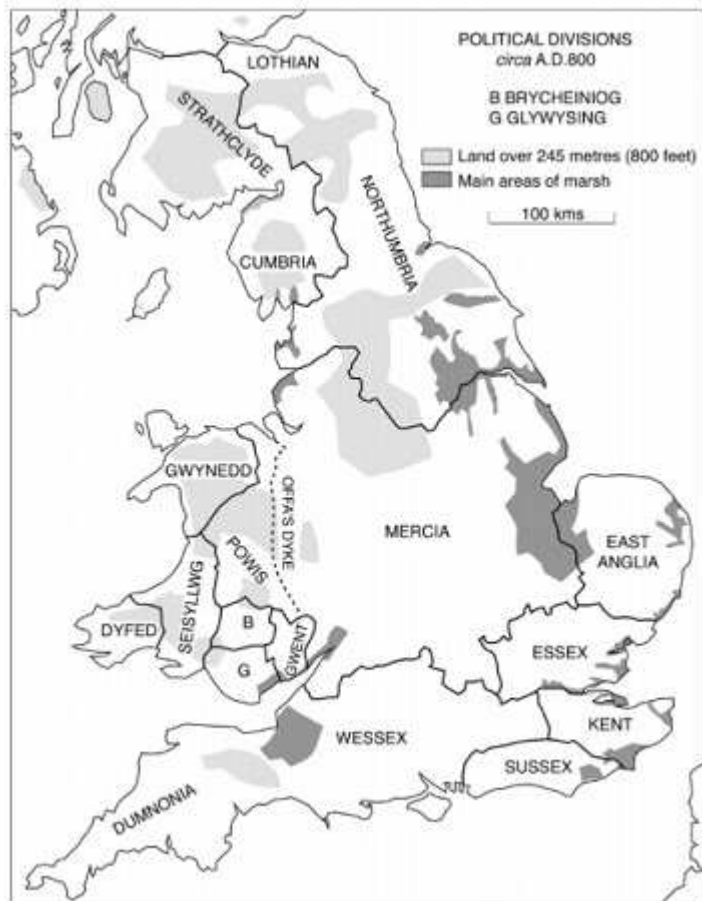 POLITICAL DIVISIONS
circa A.D.800
B BRYCHEINIOG
G GLYWYSING
Land over 245 metres (800 feet)
Main areas of marsh
100 kms
LOTHIAN
STRATHCLYDE
NORTHUMBRIA
CUMBRIA
GWYNEDD
OFFA'S DYKE
MERCIA
EAST
ANGLIA
POWIS
SEISYLLWG
DYFED
B
GWENT
G
ESSEX
WESSEX
KENT
SUSSEX
DUMNONIA